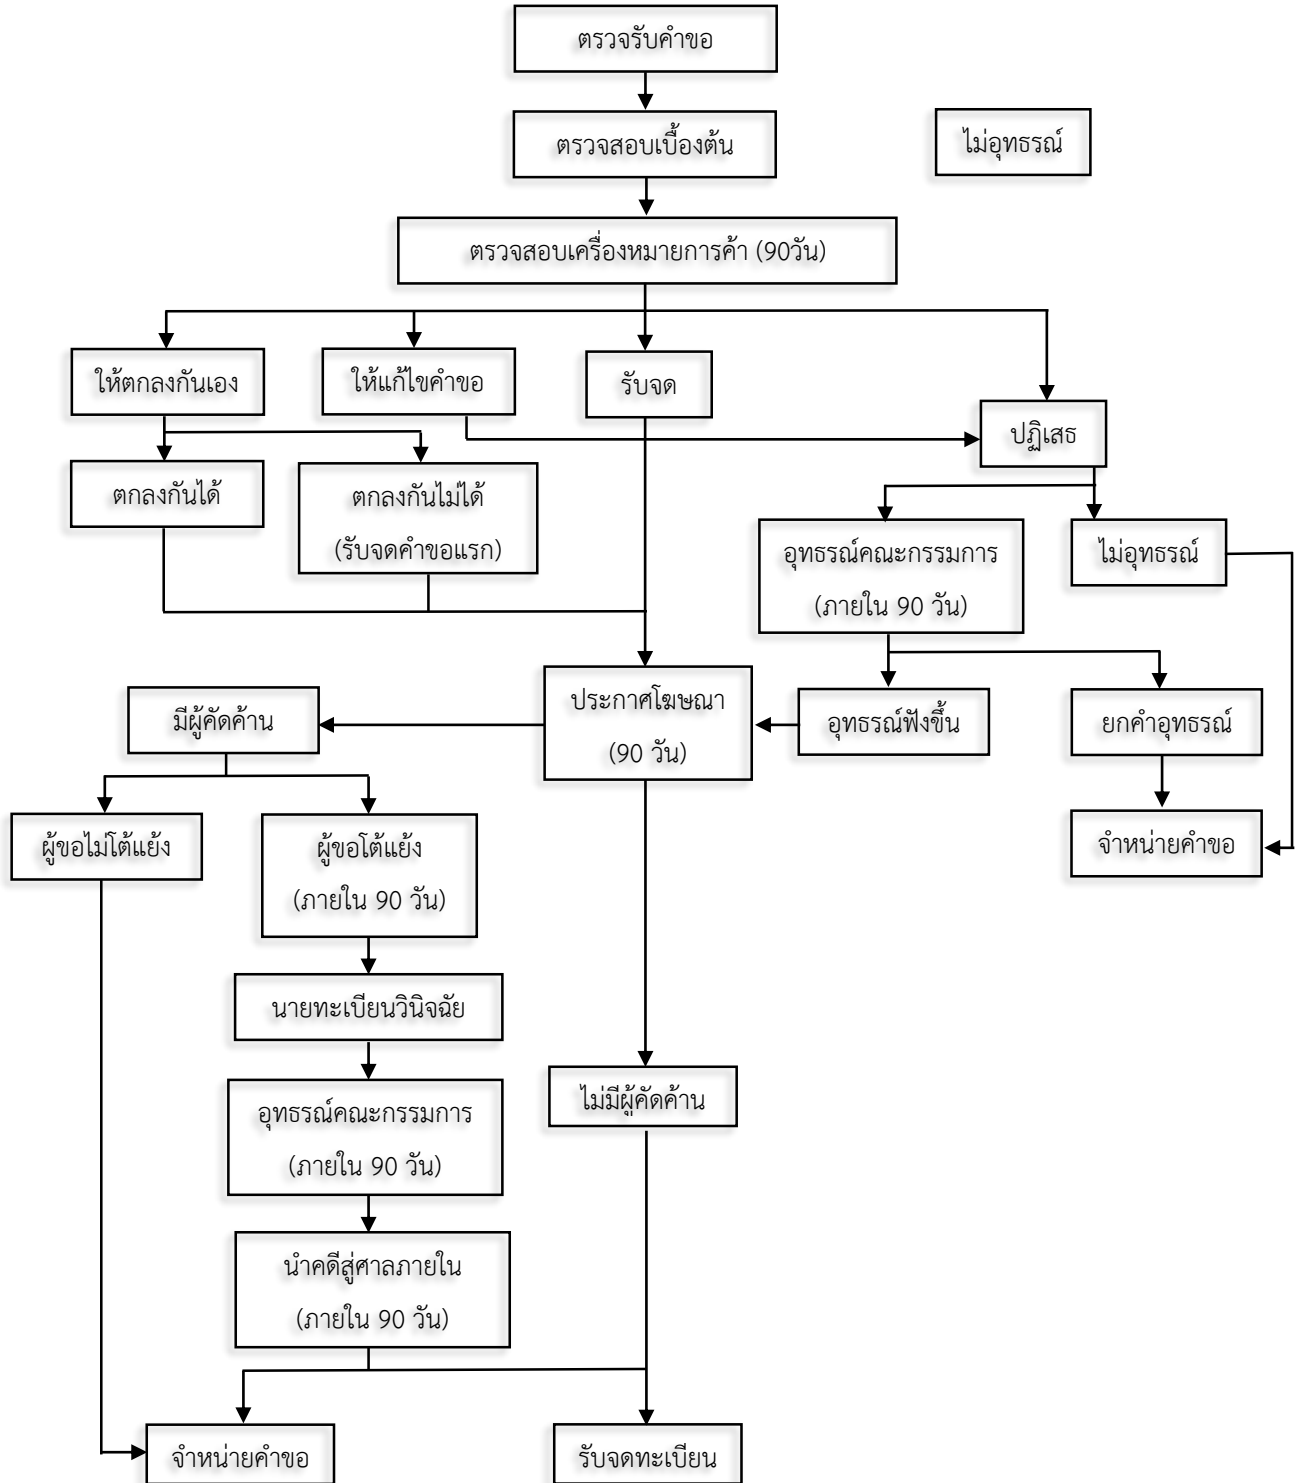 ตรวจรับคำขอ
ตรวจสอบเบื้องต้น
ไม่อุทธรณ์
ตรวจสอบเครื่องหมายการค้า (90วัน)
ให้ตกลงกันเอง
ให้แก้ไขคำขอ
รับจด
ปฏิเสธ
ตกลงกันได้
ตกลงกันไม่ได้
(รับจดคำขอแรก)
อุทธรณ์คณะกรรมการ
(ภายใน 90 วัน)
ไม่อุทธรณ์
มีผู้คัดค้าน
ประกาศโฆษณา
(90 วัน)
อุทธรณ์ฟังขึ้น
ยกคำอุทธรณ์
ผู้ขอไม่โต้แย้ง
ผู้ขอโต้แย้ง
(ภายใน 90 วัน)
จำหน่ายคำขอ
นายทะเบียนวินิจฉัย
อุทธรณ์คณะกรรมการ
(ภายใน 90 วัน)
ไม่มีผู้คัดค้าน
นำคดีสู่ศาลภายใน
(ภายใน 90 วัน)
จำหน่ายคำขอ
รับจดทะเบียน